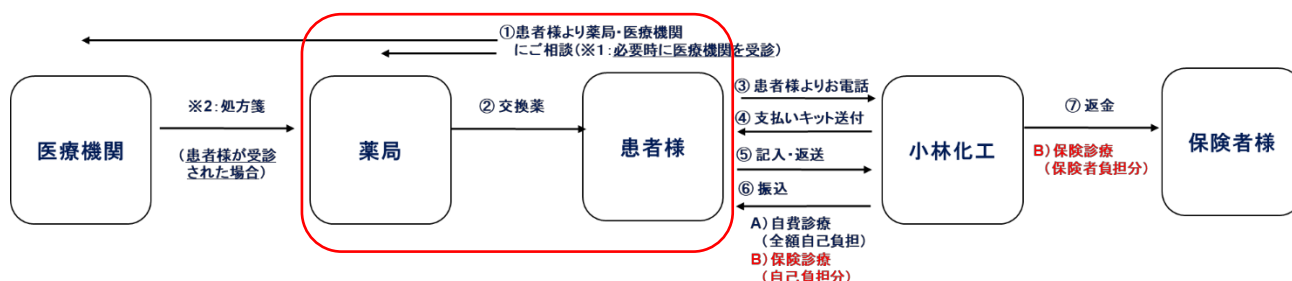 ①患者様より薬局・医療機関
にご相談(※1:必要時に医療機関を受診)
医療機関
※2:処方箋
(患者様が受診
された場合)
薬局
② 交換薬
患者様
③ 患者様よりお電話
④ 支払いキット送付
⑤ 記入・返送
⑥ 振込
A)自費診療
(全額自己負担)
B)保険診療
(自己負担分)
小林化工
⑦ 返金
B)保険診療
(保険者負担分)
保険者様